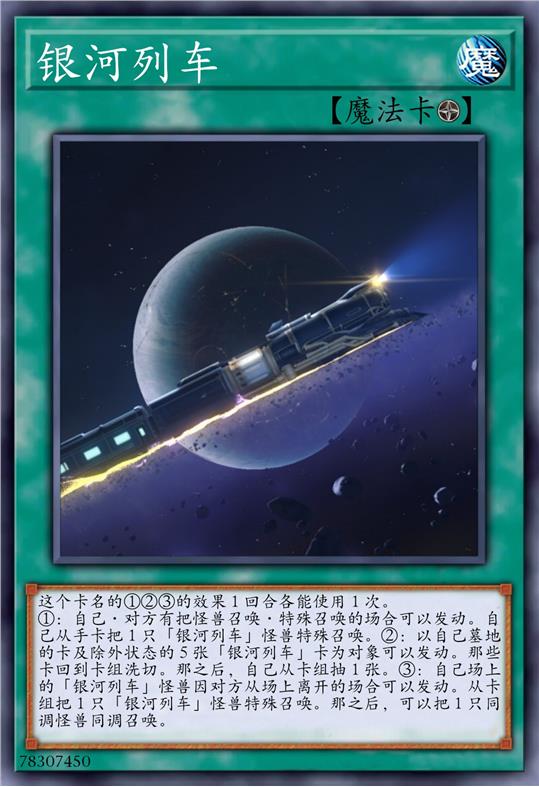 银河列车
魔
【魔法卡】
这个卡名的①②③的效果1回合各能使用1次。
①：自己·对方有把怪兽召唤·特殊召唤的场合可以发动。自
己从手卡把1只「银河列车」怪兽特殊召唤。②：以自己墓地
的卡及除外状态的5张「银河列车」卡为对象可以发动。那些
卡回到卡组洗切。那之后，自己从卡组抽1张。③：自己场上
的「银河列车」怪兽因对方从场上离开的场合可以发动。从卡
组把1只「银河列车」怪兽特殊召唤。那之后，可以把1只同
调怪兽同调召唤。
78307450